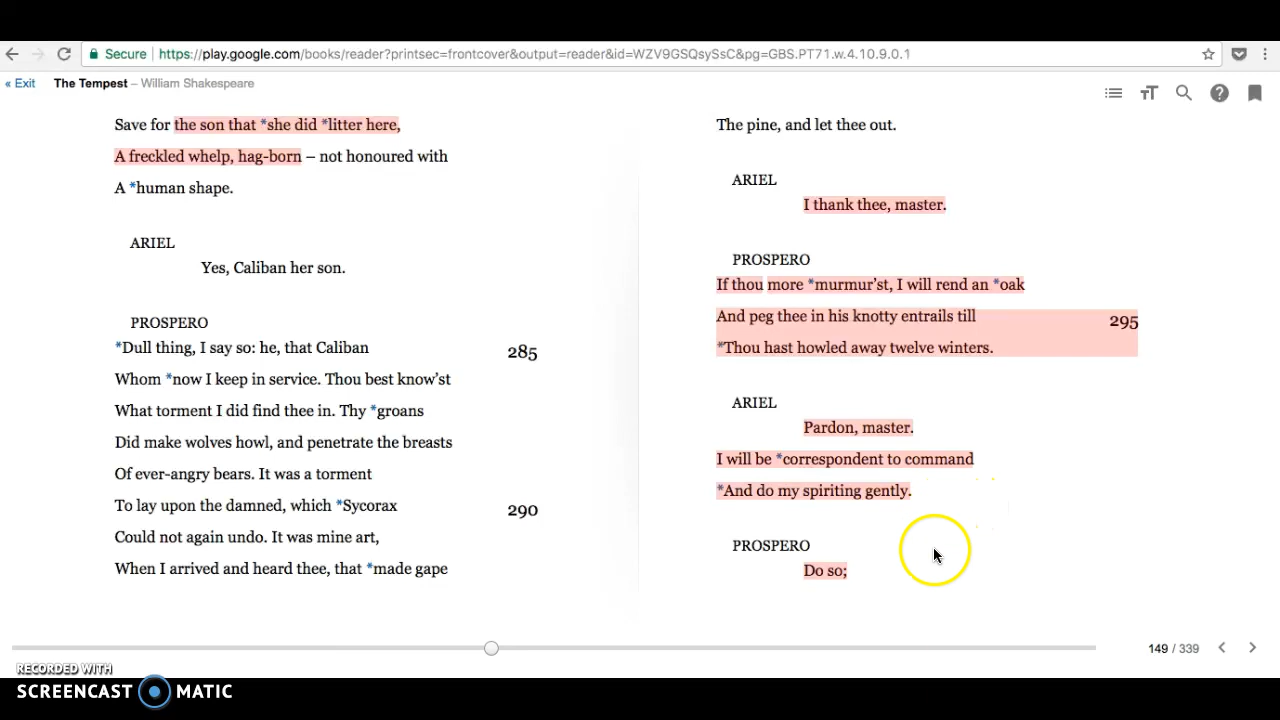 Secure https://play.google.com/books/reader?printsec=frontcover&output=reader&id=WZV9GSQsySsC&pg=GBS.PT71.w.4.10.9.0.1
« Exit The Tempest – William Shakespeare
Save for the son that *she did *litter here,
A freckled whelp, hag-born – not honoured with
A *human shape.
ARIEL
Yes, Caliban her son.
PROSPERO
*Dull thing, I say so: he, that Caliban 285
Whom *now I keep in service. Thou best know'st
What torment I did find thee in. Thy *groans
Did make wolves howl, and penetrate the breasts
Of ever-angry bears. It was a torment
To lay upon the damned, which *Sycorax 290
Could not again undo. It was mine art,
When I arrived and heard thee, that *made gape
The pine, and let thee out.
ARIEL
I thank thee, master.
PROSPERO
If thou more *murmur'st, I will rend an *oak
And peg thee in his knotty entrails till 295
*Thou hast howled away twelve winters.
ARIEL
Pardon, master.
I will be *correspondent to command
*And do my spiriting gently.
PROSPERO
Do so;
149 / 339
RECORDED WITH
SCREENCAST MATIC